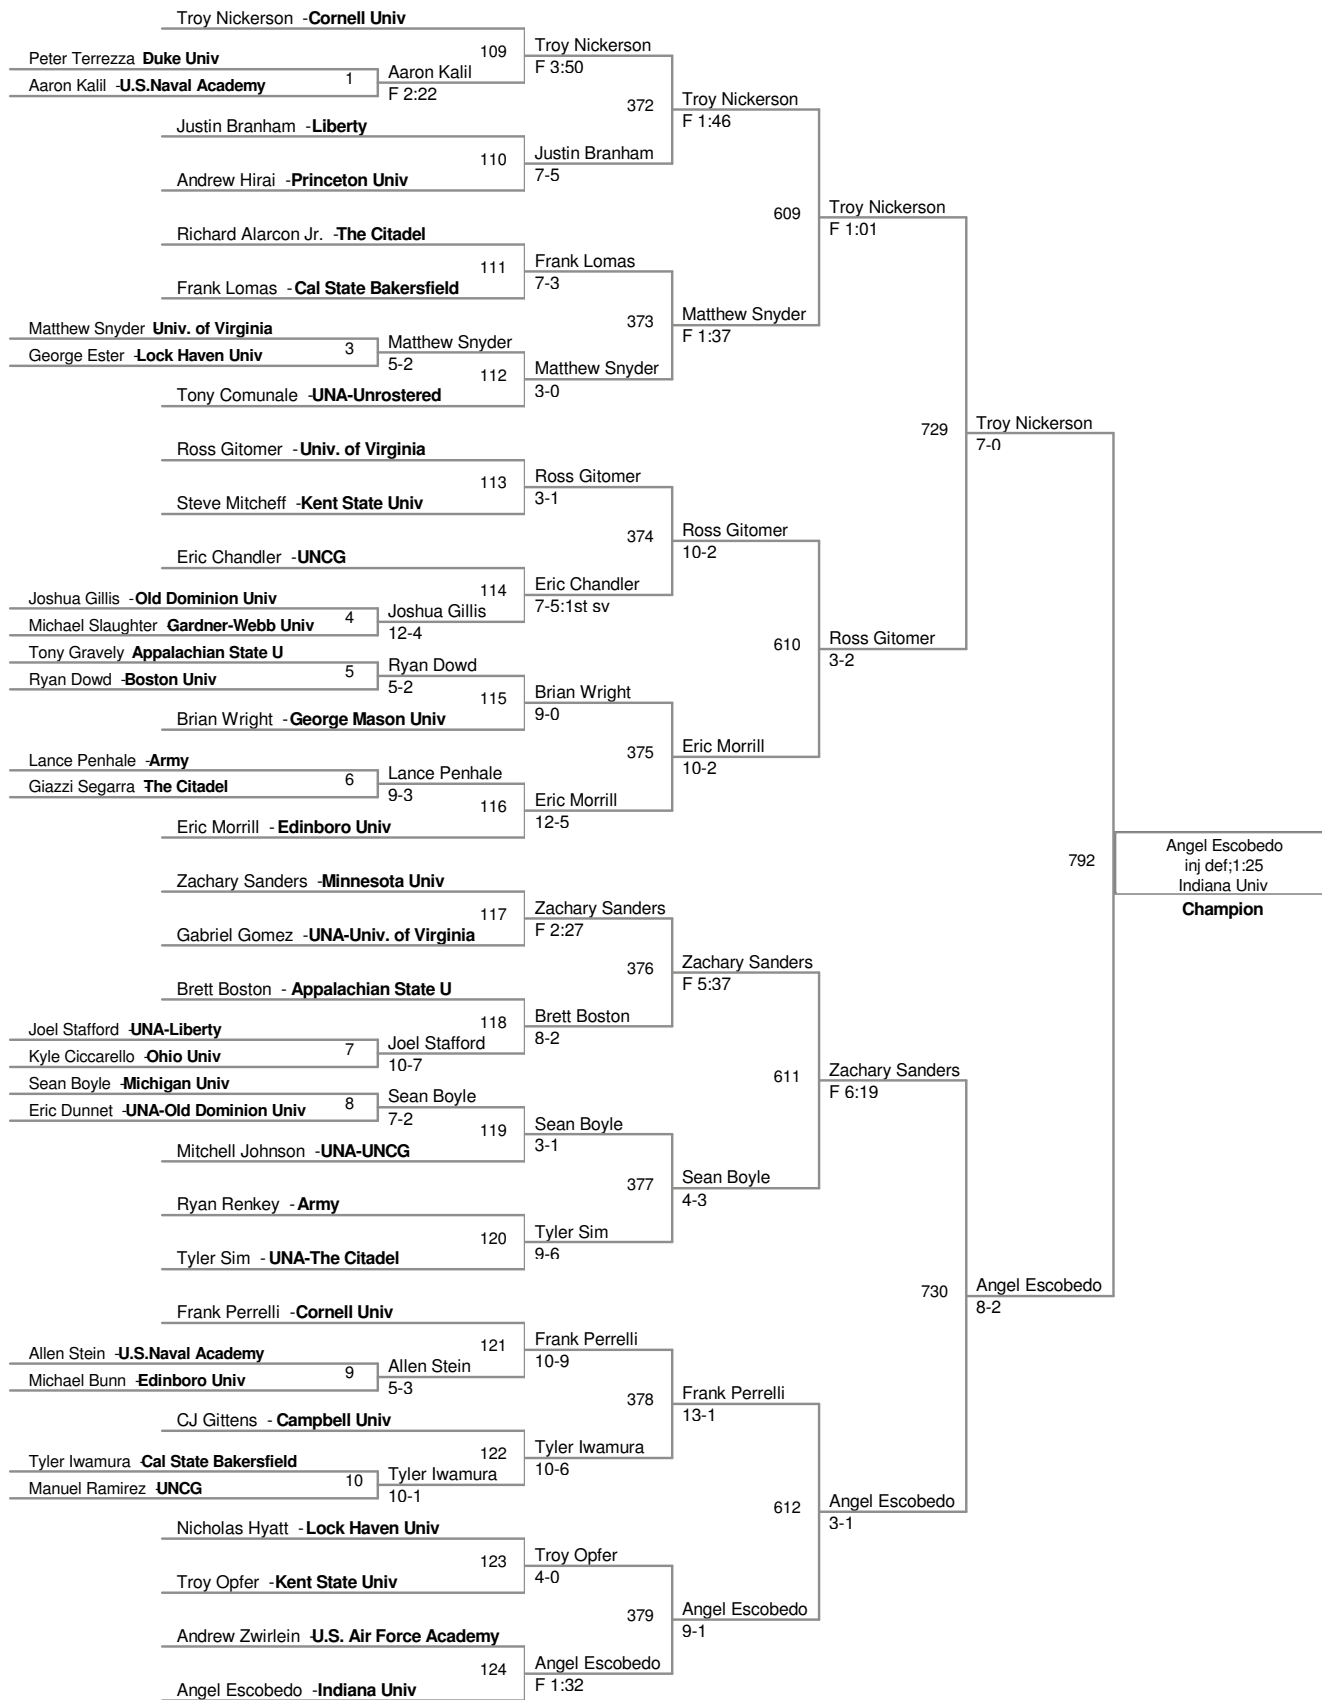 Troy Nickerson - Cornell Univ
Peter Terrezza Duke Univ
1
Aaron Kalil - U.S.Naval Academy
Aaron Kalil
F 2:22
109
Troy Nickerson
F 3:50
Justin Branham - Liberty
110
Andrew Hirai - Princeton Univ
Justin Branham
7-5
372
Troy Nickerson
F 1:46
Richard Alarcon Jr. - The Citadel
111
Frank Lomas - Cal State Bakersfield
Frank Lomas
7-3
Matthew Snyder Univ. of Virginia
3
George Ester - Lock Haven Univ
Matthew Snyder
5-2
112
Tony Comunale - UNA-Unrostered
Matthew Snyder
3-0
373
Matthew Snyder
F 1:37
609
Troy Nickerson
F 1:01
Ross Gitomer - Univ. of Virginia
113
Steve Mitcheff - Kent State Univ
Ross Gitomer
3-1
Eric Chandler - UNCG
Joshua Gillis - Old Dominion Univ
4
Michael Slaughter Gardner-Webb Univ
Joshua Gillis
12-4
114
Eric Chandler
7-5:1st sv
374
Ross Gitomer
10-2
Tony Gravely Appalachian State U
5
Ryan Dowd - Boston Univ
Ryan Dowd
5-2
115
Brian Wright - George Mason Univ
Brian Wright
9-0
Lance Penhale - Army
6
Giazzi Segarra The Citadel
Lance Penhale
9-3
116
Eric Morrill - Edinboro Univ
Eric Morrill
12-5
375
Eric Morrill
10-2
610
Ross Gitomer
3-2
729
Troy Nickerson
7-0
Zachary Sanders - Minnesota Univ
117
Gabriel Gomez - UNA-Univ. of Virginia
Zachary Sanders
F 2:27
Brett Boston - Appalachian State U
Joel Stafford - UNA-Liberty
7
Kyle Ciccarello - Ohio Univ
Joel Stafford
10-7
118
Brett Boston
8-2
376
Zachary Sanders
F 5:37
Sean Boyle - Michigan Univ
8
Eric Dunnet - UNA-Old Dominion Univ
Sean Boyle
7-2
119
Mitchell Johnson - UNA-UNCG
Sean Boyle
3-1
Ryan Renkey - Army
120
Tyler Sim - UNA-The Citadel
Tyler Sim
9-6
377
Sean Boyle
4-3
611
Zachary Sanders
F 6:19
Frank Perrelli - Cornell Univ
Allen Stein - U.S.Naval Academy
9
Michael Bunn - Edinboro Univ
Allen Stein
5-3
121
Frank Perrelli
10-9
CJ Gittens - Campbell Univ
Tyler Iwamura - Cal State Bakersfield
10
Manuel Ramirez - UNCG
Tyler Iwamura
10-1
122
Tyler Iwamura
10-6
378
Frank Perrelli
13-1
Nicholas Hyatt - Lock Haven Univ
123
Troy Opfer - Kent State Univ
Troy Opfer
4-0
Andrew Zwirlein - U.S. Air Force Academy
124
Angel Escobedo - Indiana Univ
Angel Escobedo
F 1:32
379
Angel Escobedo
9-1
612
Angel Escobedo
3-1
730
Angel Escobedo
8-2
792
Angel Escobedo
inj def;1:25
Indiana Univ
Champion